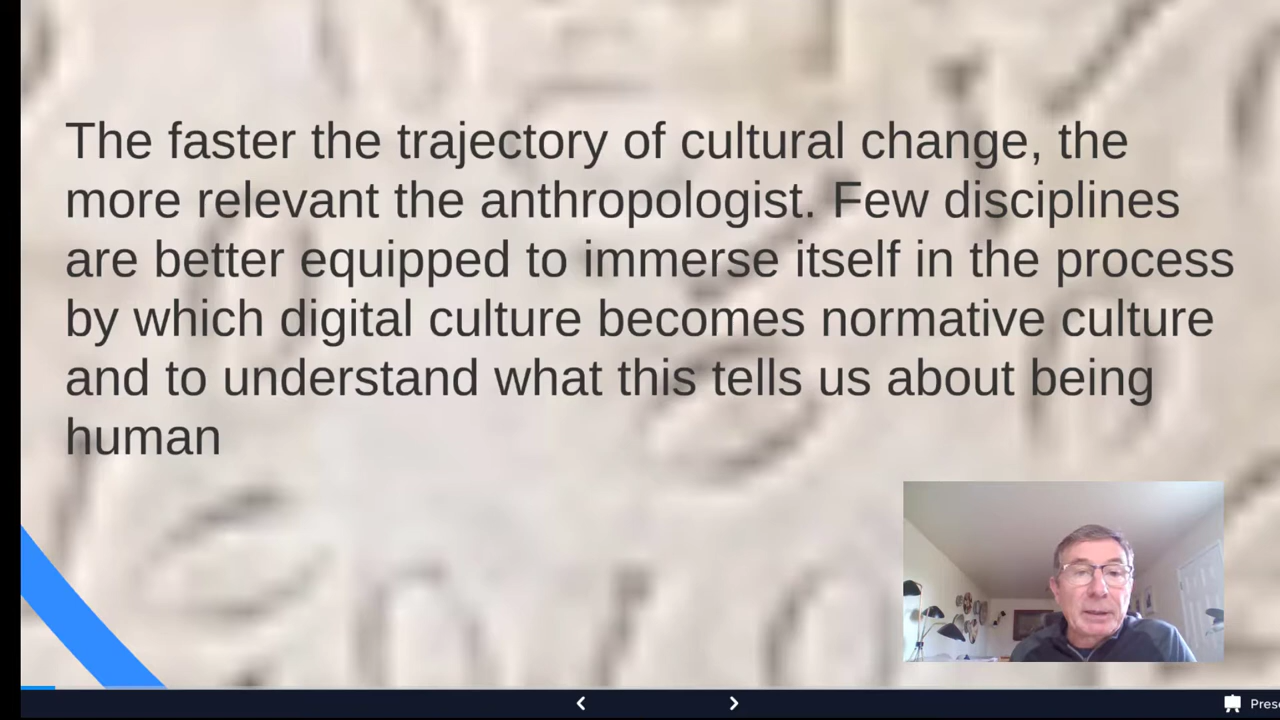 The faster the trajectory of cultural change, the
more relevant the anthropologist. Few disciplines
are better equipped to immerse itself in the process
by which digital culture becomes normative culture
and to understand what this tells us about being
human